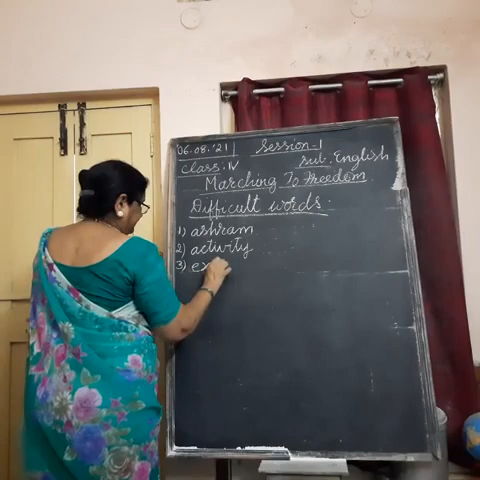 06.08.'21 Session-1
Class: IV Sub. English
Marching To Freedom
Difficult words:
1) ashram
2) activity
3) ex